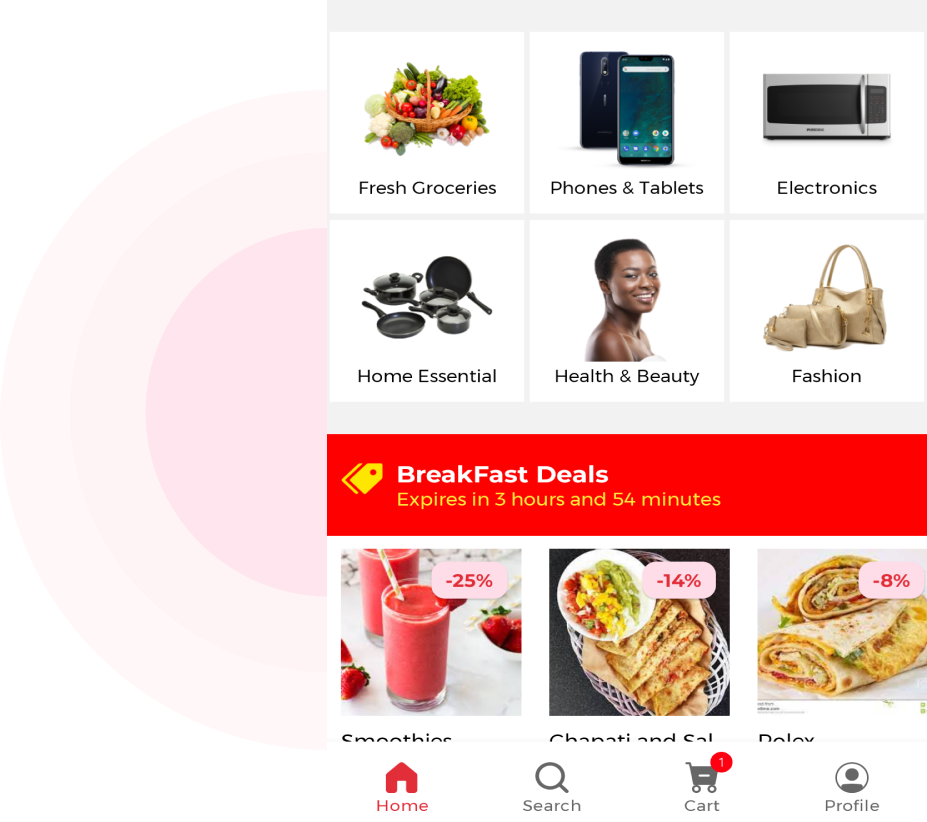 Fresh Groceries
Phones & Tablets
Electronics
Home Essential
Health & Beauty
Fashion
BreakFast Deals
Expires in 3 hours and 54 minutes
-25%
-14%
-8%
Smoothies
Chapati and Sal
Rolex
1
Home
Search
Cart
Profile